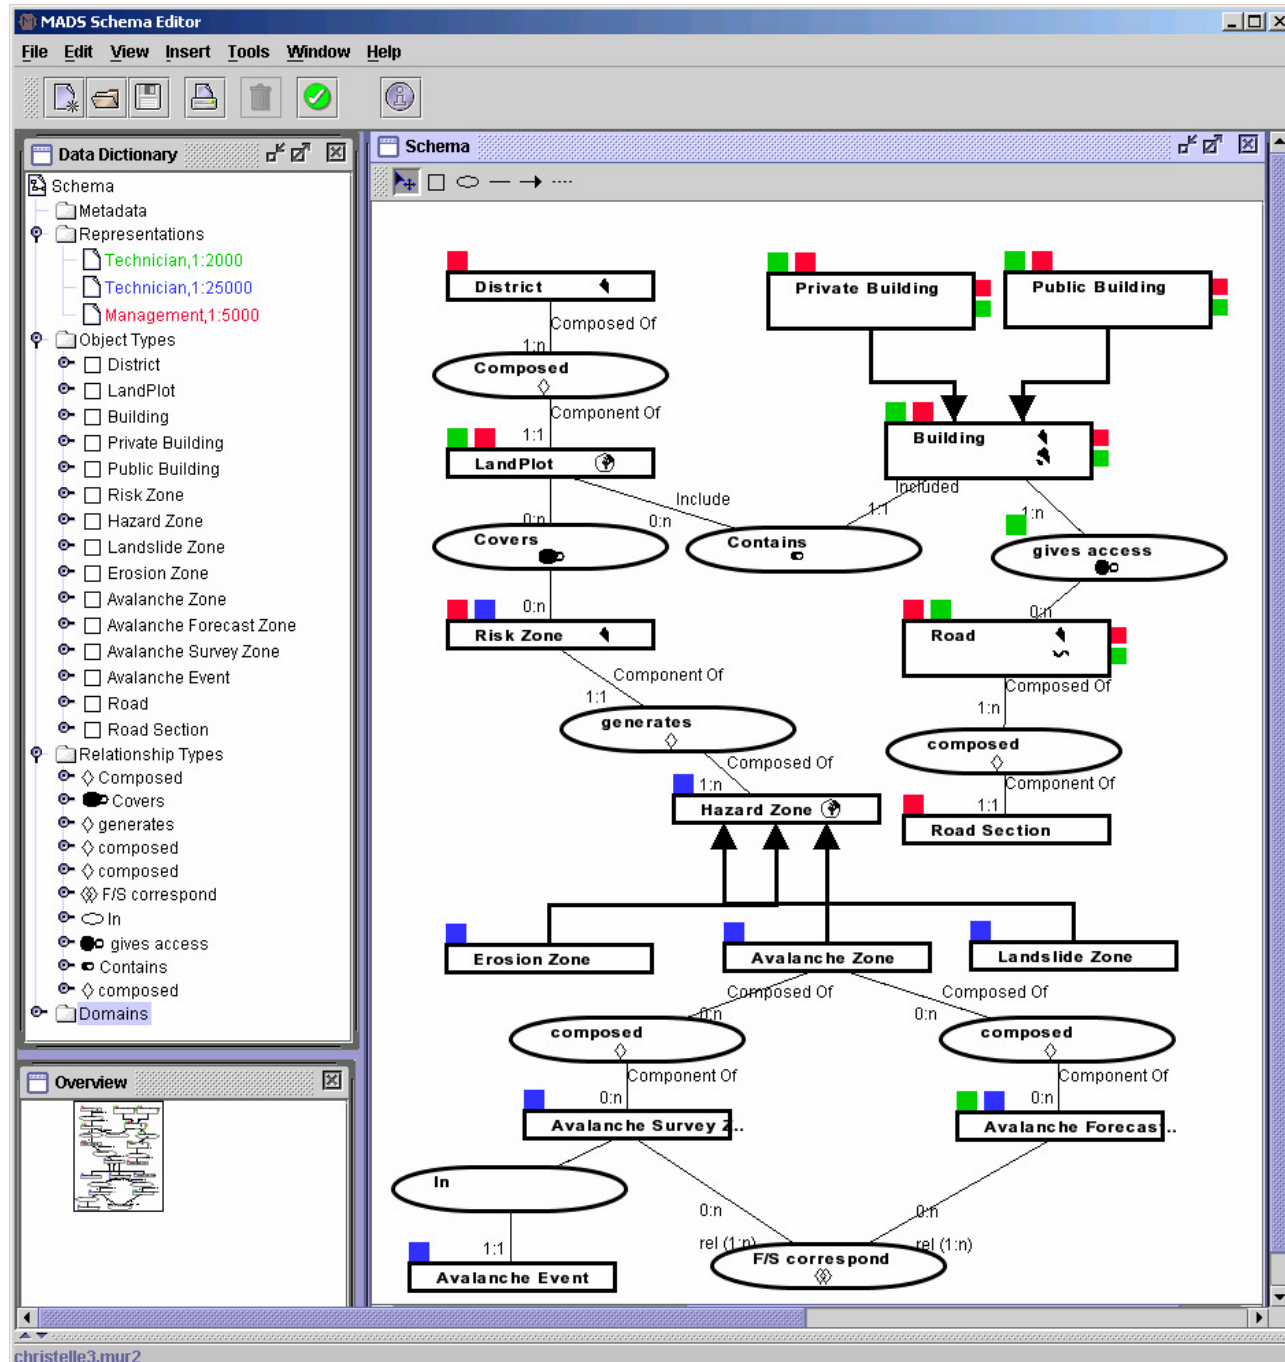 MADS Schema Editor
File Edit View Insert Tools Window Help
Data Dictionary
Schema
Metadata
Representations
Technician,1:2000
Technician,1:25000
Management,1:5000
Object Types
District
LandPlot
Building
Private Building
Public Building
Risk Zone
Hazard Zone
Landslide Zone
Erosion Zone
Avalanche Zone
Avalanche Forecast Zone
Avalanche Survey Zone
Avalanche Event
Road
Road Section
Relationship Types
Composed
Covers
generates
composed
composed
F/S correspond
In
gives access
Contains
composed
Domains
Overview
Schema
District
Private Building
Public Building
Composed Of
1:n
Composed
Component Of
1:1
LandPlot
Building
Include
Included
0:n
0:n
1:1
1:n
Covers
Contains
gives access
0:n
0:n
Risk Zone
Road
Component Of
Composed Of
1:1
1:n
generates
composed
Composed Of
Component Of
1:n
1:1
Hazard Zone
Road Section
Erosion Zone
Avalanche Zone
Landslide Zone
Composed Of
Composed Of
0:n
0:n
composed
composed
Component Of
Component Of
0:n
0:n
Avalanche Survey Z..
Avalanche Forecast..
In
0:n
0:n
1:1
rel (1:n)
rel (1:n)
Avalanche Event
F/S correspond
christelle3.mur2